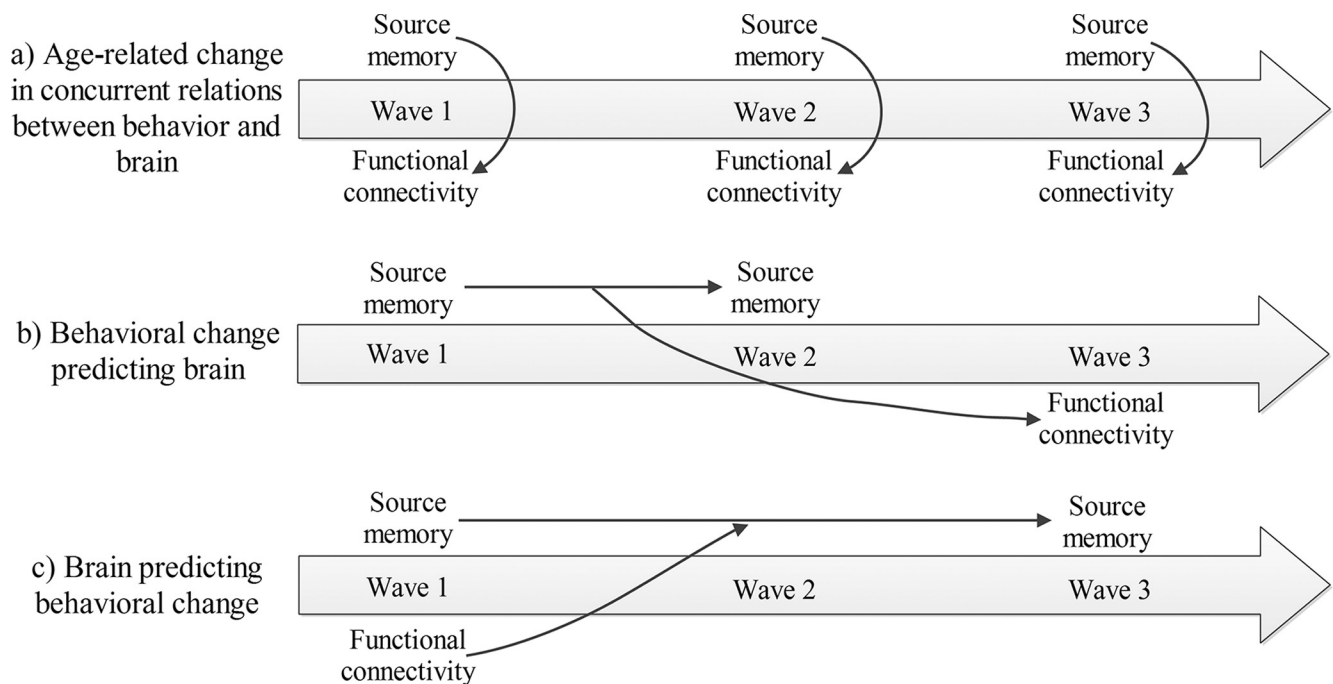 a) Age-related change
in concurrent relations
between behavior and
brain
Source
memory
Source
memory
Source
memory
Wave 1
Wave 2
Wave 3
Functional
connectivity
Functional
connectivity
Functional
connectivity
b) Behavioral change
predicting brain
Source
memory
Source
memory
Wave 1
Wave 2
Wave 3
Functional
connectivity
c) Brain predicting
behavioral change
Source
memory
Source
memory
Wave 1
Wave 2
Wave 3
Functional
connectivity